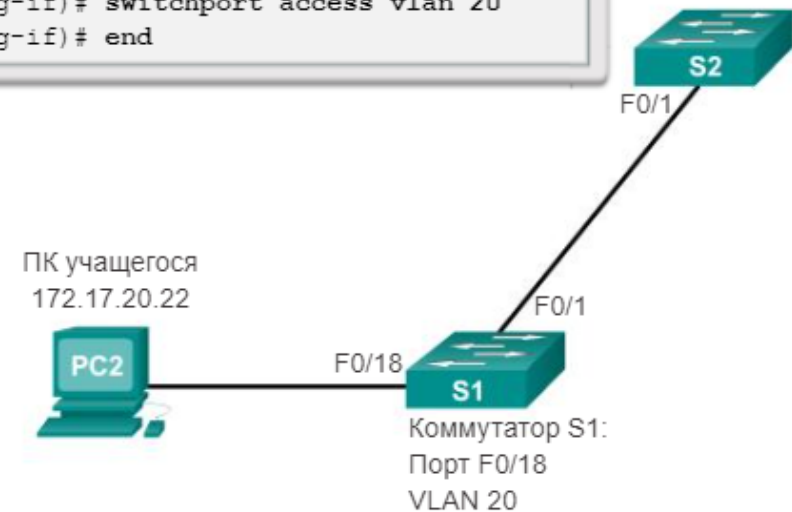 switchport access vlan 20
g-if)# end
S2
F0/1
ПК учащегося
172.17.20.22
F0/1
PC2
F0/18
S1
Коммутатор S1:
Порт F0/18
VLAN 20